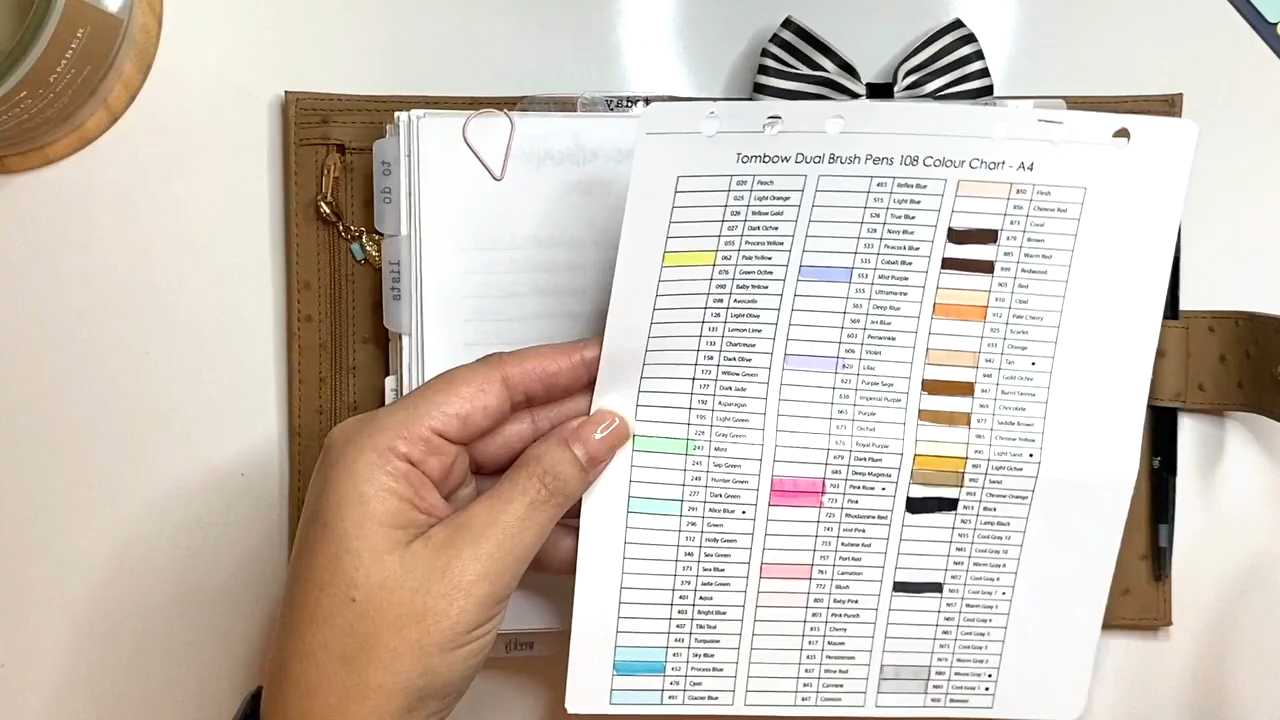 AMBER
today
to do
lists
weekly
Tombow Dual Brush Pens 108 Colour Chart - A4
020 Peach
025 Light Orange
026 Yellow Gold
027 Dark Ochre
055 Process Yellow
062 Pale Yellow
076 Green Ochre
090 Baby Yellow
098 Avocado
126 Light Olive
131 Lemon Lime
133 Chartreuse
158 Dark Olive
173 Willow Green
177 Dark Jade
192 Asparagus
195 Light Green
228 Gray Green
243 Mint
245 Sap Green
249 Hunter Green
277 Dark Green
291 Alice Blue •
296 Green
312 Holly Green
346 Sea Green
373 Sea Blue
379 Jade Green
401 Aqua
403 Bright Blue
407 Tiki Teal
443 Turquoise
451 Sky Blue
452 Process Blue
476 Cyan
491 Glacier Blue
493 Reflex Blue
515 Light Blue
526 True Blue
528 Navy Blue
533 Peacock Blue
535 Cobalt Blue
553 Mist Purple
555 Ultramarine
565 Deep Blue
569 Jet Blue
603 Periwinkle
606 Violet
620 Lilac
623 Purple Sage
636 Imperial Purple
665 Purple
673 Orchid
676 Royal Purple
679 Dark Plum
685 Deep Magenta
703 Pink Rose •
723 Pink
725 Rhodamine Red
743 Hot Pink
755 Rubine Red
757 Port Red
761 Carnation
772 Blush
800 Baby Pink
803 Pink Punch
815 Cherry
817 Mauve
835 Persimmon
837 Wine Red
845 Carmine
847 Crimson
850 Flesh
856 Chinese Red
873 Coral
879 Brown
885 Warm Red
899 Redwood
905 Red
910 Opal
912 Pale Cherry
925 Scarlet
933 Orange
942 Tan •
946 Gold Ochre
947 Burnt Sienna
969 Chocolate
977 Saddle Brown
985 Chrome Yellow
990 Light Sand •
991 Light Ocher
992 Sand
993 Chrome Orange
N15 Black
N25 Lamp Black
N35 Cool Gray 12
N45 Cool Gray 10
N49 Warm Gray 8
N52 Cool Gray 8
N55 Cool Gray 7 •
N57 Warm Gray 5
N60 Cool Gray 6
N65 Cool Gray 5
N75 Cool Gray 3
N79 Warm Gray 2
N89 Warm Gray 1 •
N95 Cool Gray 1 •
N00 Blender